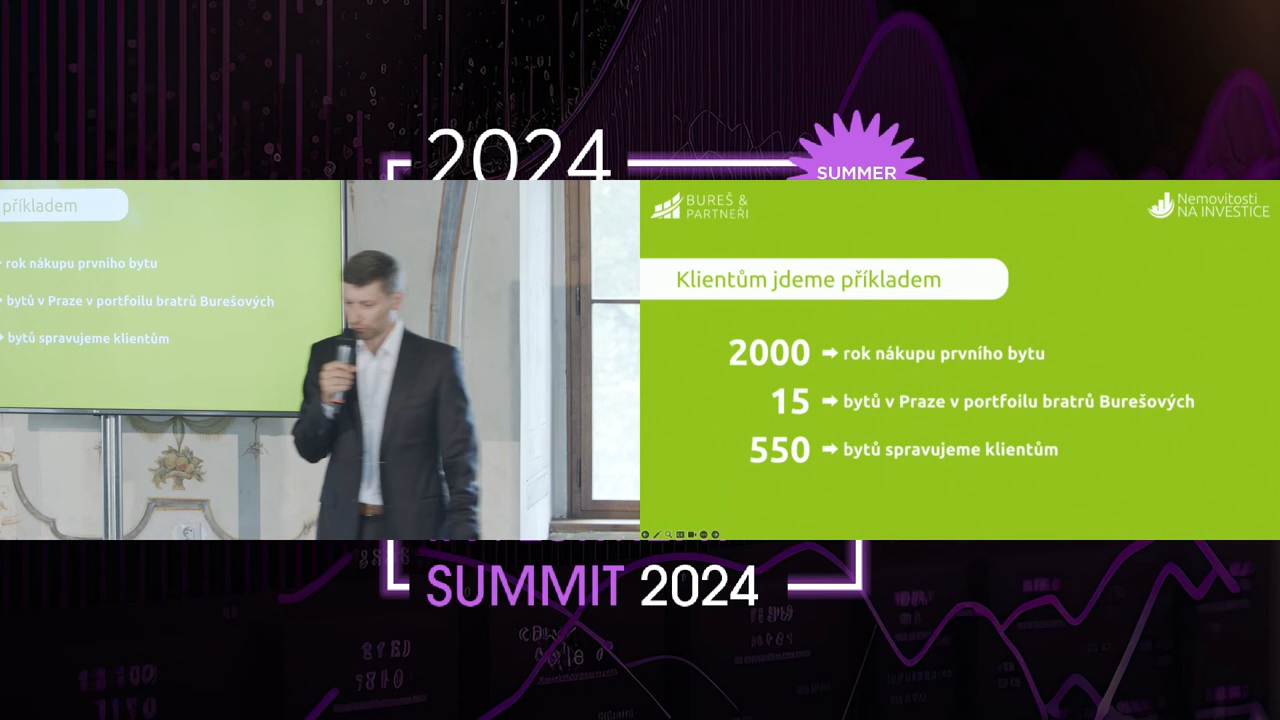 2024
SUMMER
příkladem
rok nákupu prvního bytu
bytů v Praze v portfoilu bratrů Burešových
bytů spravujeme klientům
BUREŠ &
PARTNEŘI
Nemovitosti
NA INVESTICE
Klientům jdeme příkladem
2000 ➡ rok nákupu prvního bytu
15 ➡ bytů v Praze v portfoilu bratrů Burešových
550 ➡ bytů spravujeme klientům
SUMMIT 2024